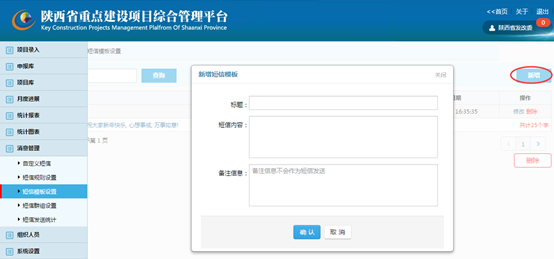 <<首页 关于 退出
陕西省重点建设项目综合管理平台
Key Construction Projects Management Platfrom Of Shaanxi Province
陕西省发改委 0
项目录入
短信模板设置
申报库
项目库
查询
新增
月度进展
统计报表
统计图表
消息管理
自定义短信
短信规则设置
短信模板设置
短信群组设置
短信发送统计
组织人员
系统设置
新增短信模板 关闭
标题：
短信内容：
备注信息： 备注信息不会作为短信发送
确 认 取 消
日期 操作
16:35:35 修改 删除
祝大家新年快乐, 心想事成, 万事如意!
共计25个条
1 页
1
删除